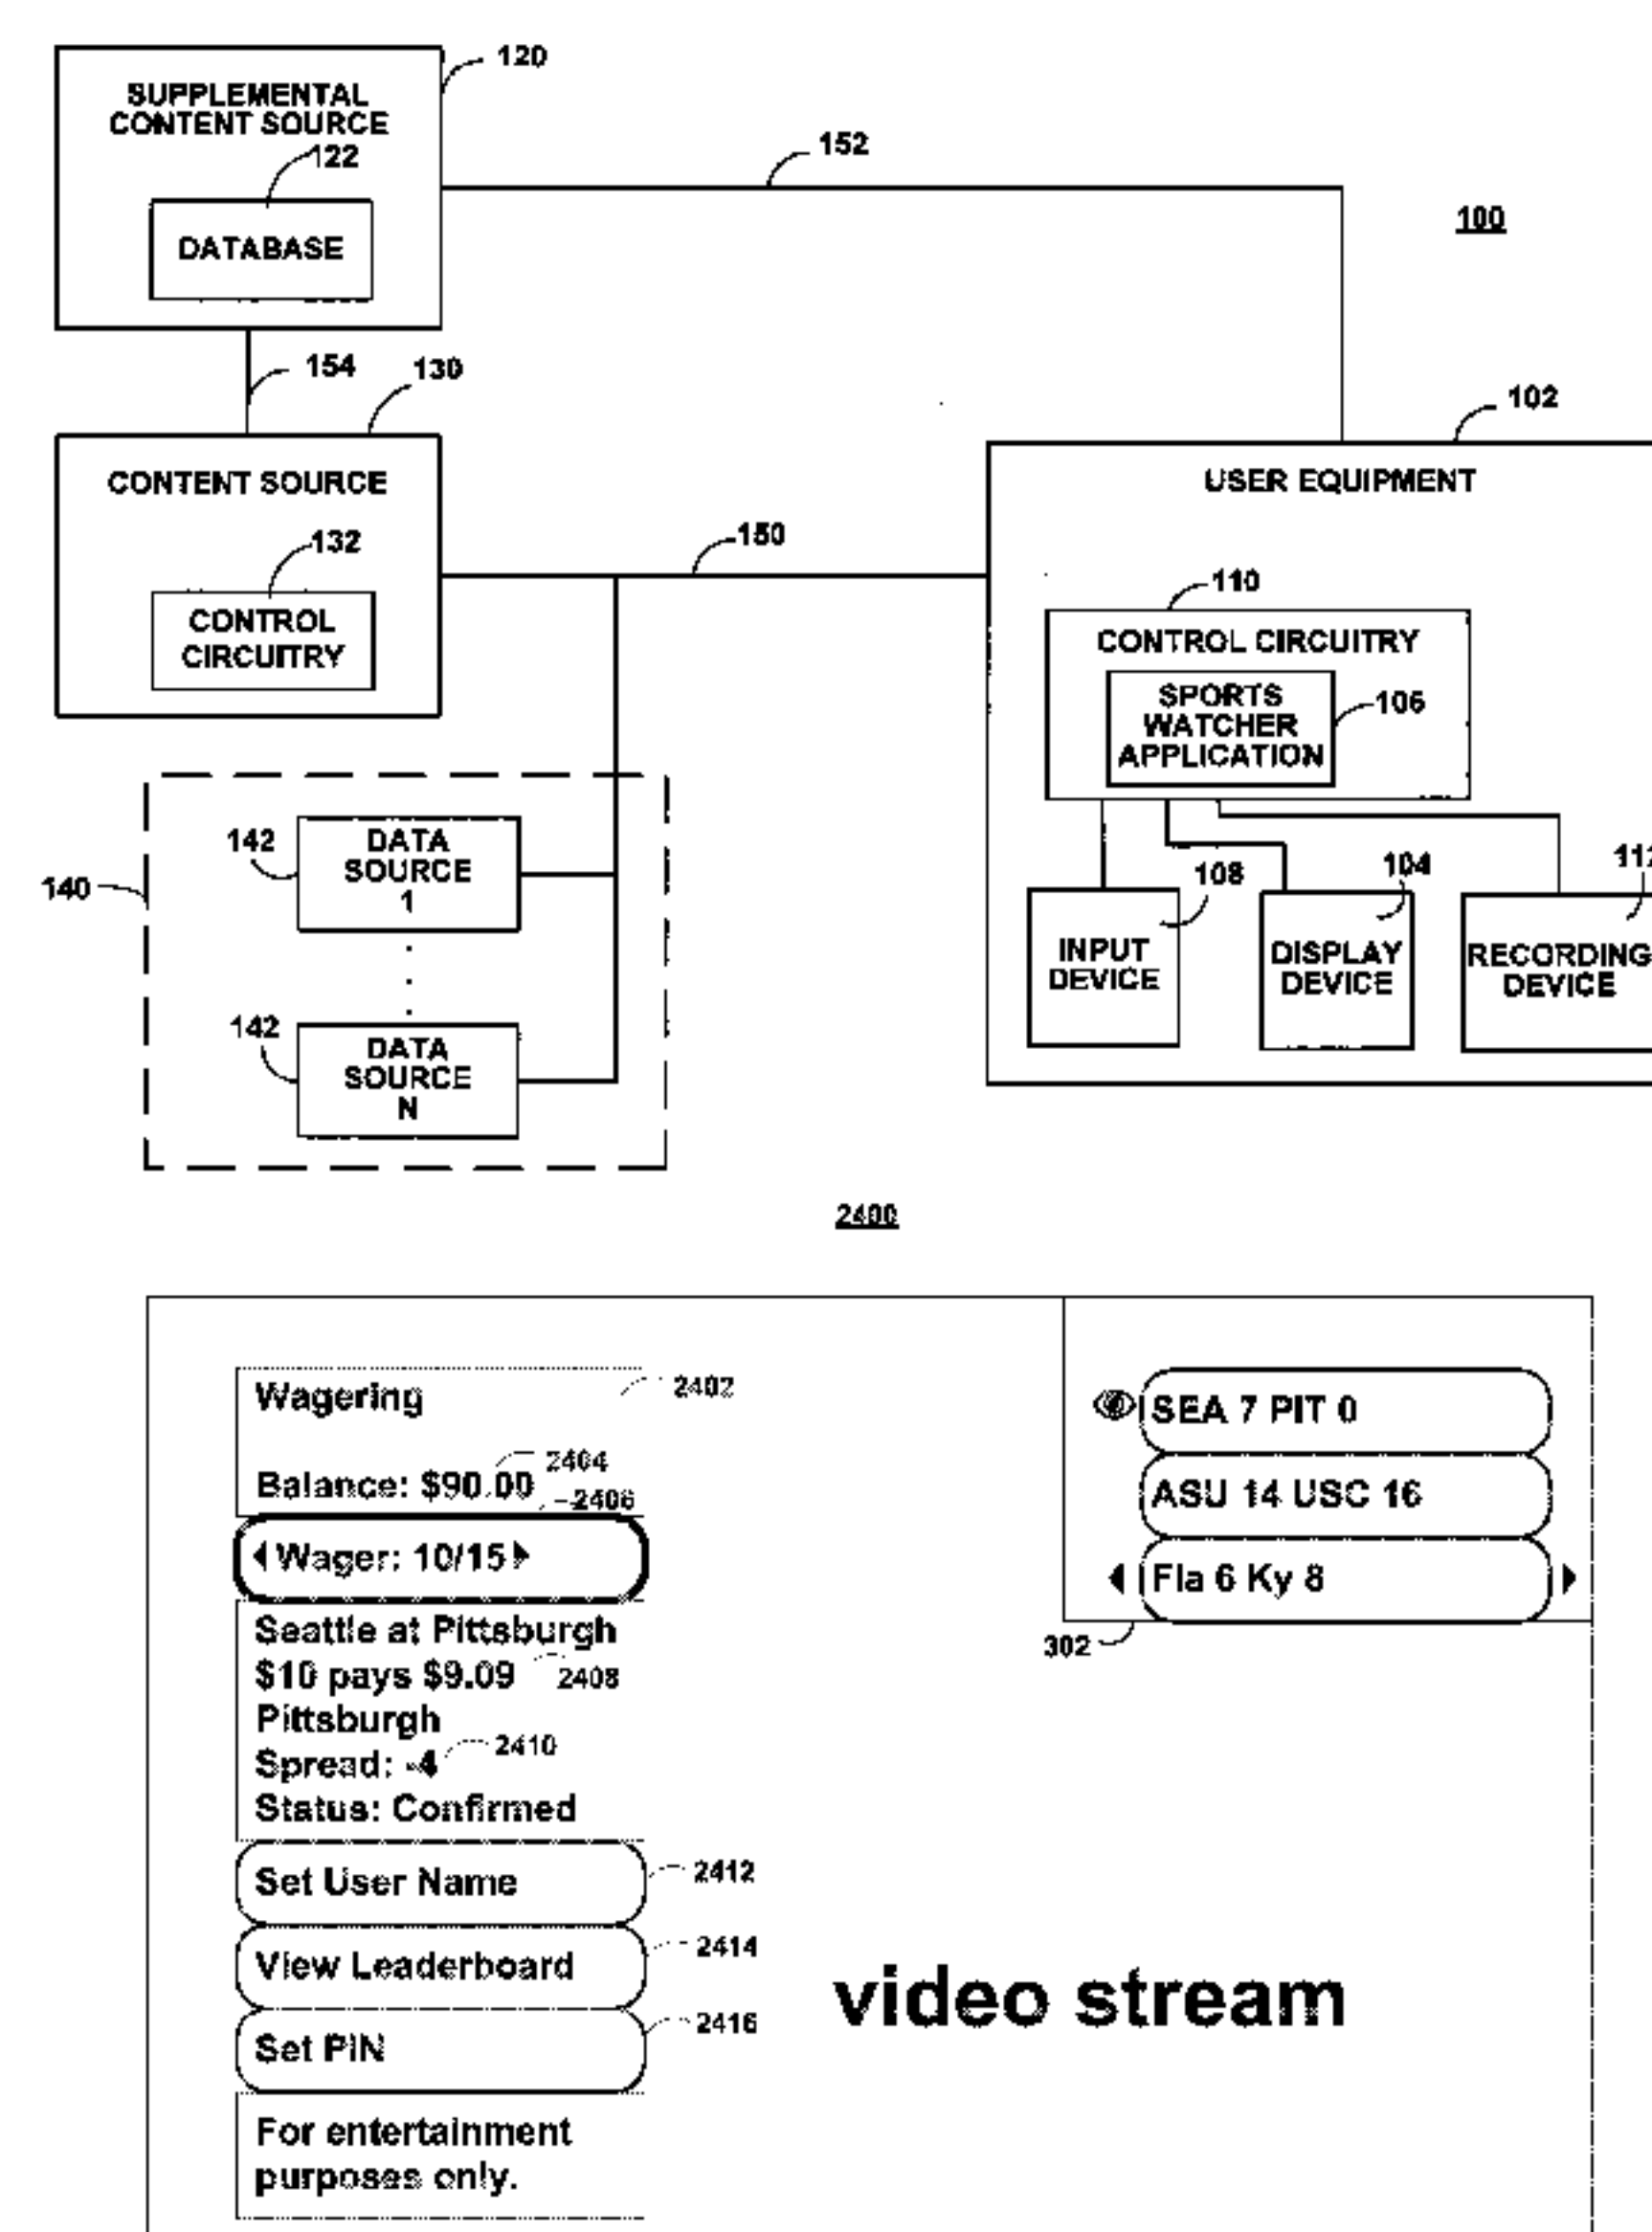 120
SUPPLEMENTAL
CONTENT SOURCE
122
DATABASE
152
100
154
130
CONTENT SOURCE
132
CONTROL
CIRCUITRY
150
102
USER EQUIPMENT
110
CONTROL CIRCUITRY
SPORTS
WATCHER
APPLICATION
106
140
142
DATA
SOURCE
1
142
DATA
SOURCE
N
108
INPUT
DEVICE
104
DISPLAY
DEVICE
RECORDING
DEVICE
2400
Wagering
2402
Balance: $90.00
2404
2406
Wager: 10/15
Seattle at Pittsburgh
$10 pays $9.09
2408
Pittsburgh
Spread: -4
2410
Status: Confirmed
Set User Name
2412
View Leaderboard
2414
Set PIN
2416
For entertainment
purposes only.
SEA 7 PIT 0
ASU 14 USC 16
Fla 6 Ky 8
302
video stream